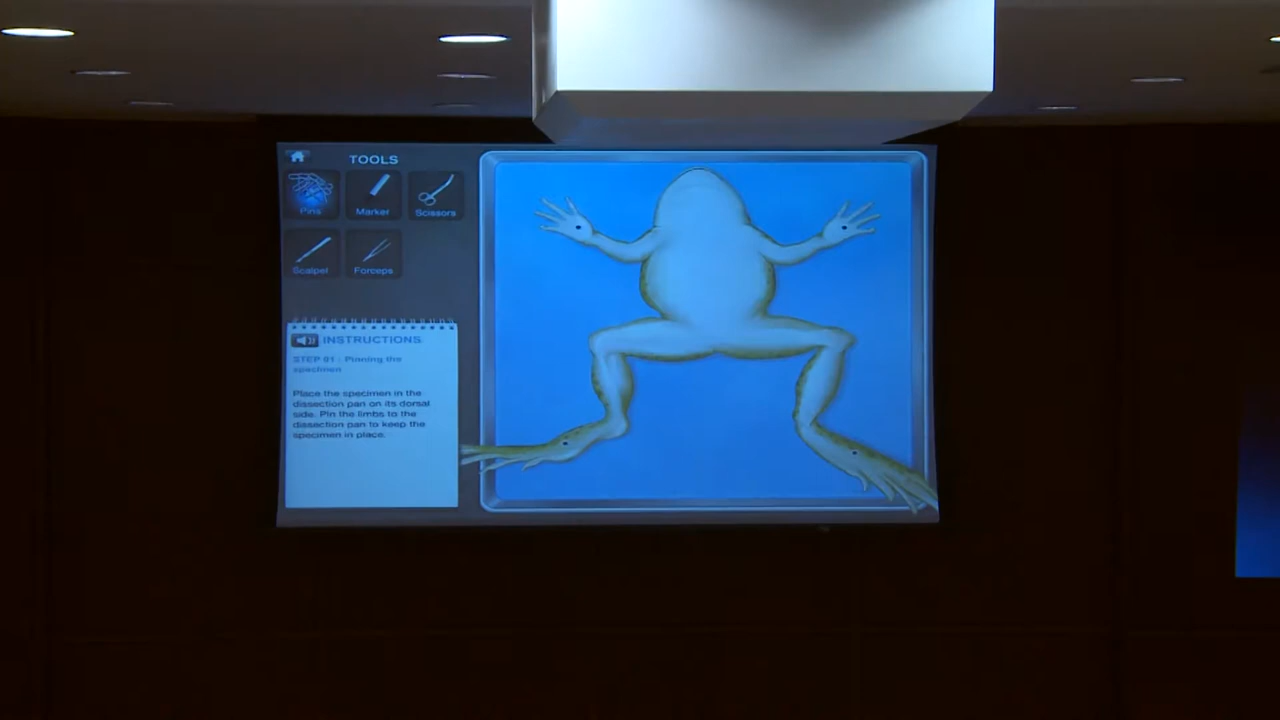 TOOLS
Pins
Marker
Scissors
Scalpel
Forceps
INSTRUCTIONS
STEP 01 : Pinning the
specimen
Place the specimen in the
dissection pan on its dorsal
side. Pin the limbs to the
dissection pan to keep the
specimen in place.